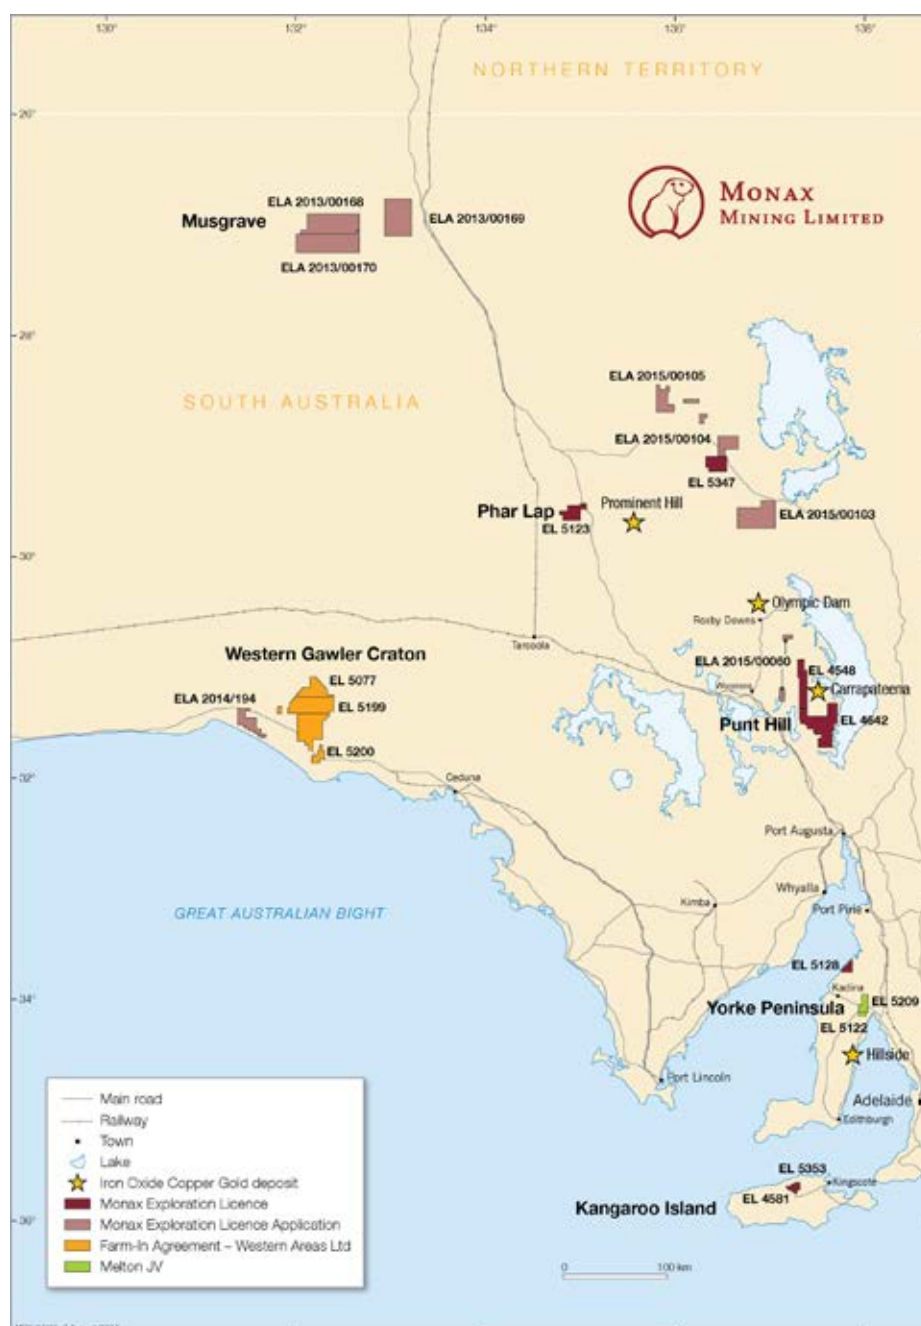 130°
132°
134°
136°
138°
NORTHERN TERRITORY
26°
MONAX
MINING LIMITED
ELA 2013/00168
ELA 2013/00169
Musgrave
ELA 2013/00170
28°
ELA 2015/00105
SOUTH AUSTRALIA
ELA 2015/00104
EL 5347
Prominent Hill
Phar Lap
ELA 2015/00103
EL 5123
30°
Olympic Dam
Roxby Downs
Tarcoola
Western Gawler Craton
ELA 2015/00060
EL 4548
EL 5077
Woomera
Carrapateena
ELA 2014/194
EL 5199
EL 4642
Punt Hill
EL 5200
32°
Ceduna
Port Augusta
Whyalla
Kimba
Port Pirie
GREAT AUSTRALIAN BIGHT
EL 5128
Kadina
34°
EL 5209
Yorke Peninsula
EL 5122
Hillside
Port Lincoln
Adelaide
Edithburgh
Main road
Railway
Town
Lake
Iron Oxide Copper Gold deposit
Monax Exploration Licence
Monax Exploration Licence Application
Farm-In Agreement – Western Areas Ltd
Melton JV
EL 5353
Kingscote
EL 4581
Kangaroo Island
36°
0
100 km